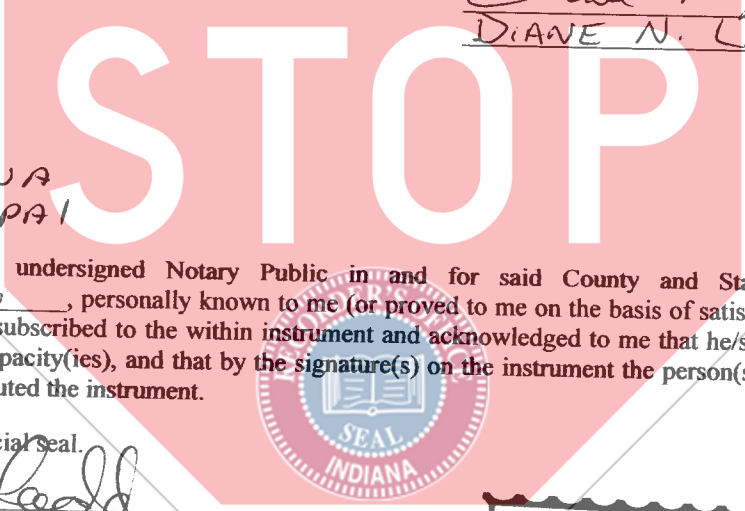 DIANE N. L
STOP
UA
PAI
undersigned Notary Public in and for said County and Sta
, personally known to me (or proved to me on the basis of satis
subscribed to the within instrument and acknowledged to me that he/s
pacity(ies), and that by the signature(s) on the instrument the person(s
uted the instrument.
cial seal.
RECORDER'S OFFICE
SEAL
INDIANA